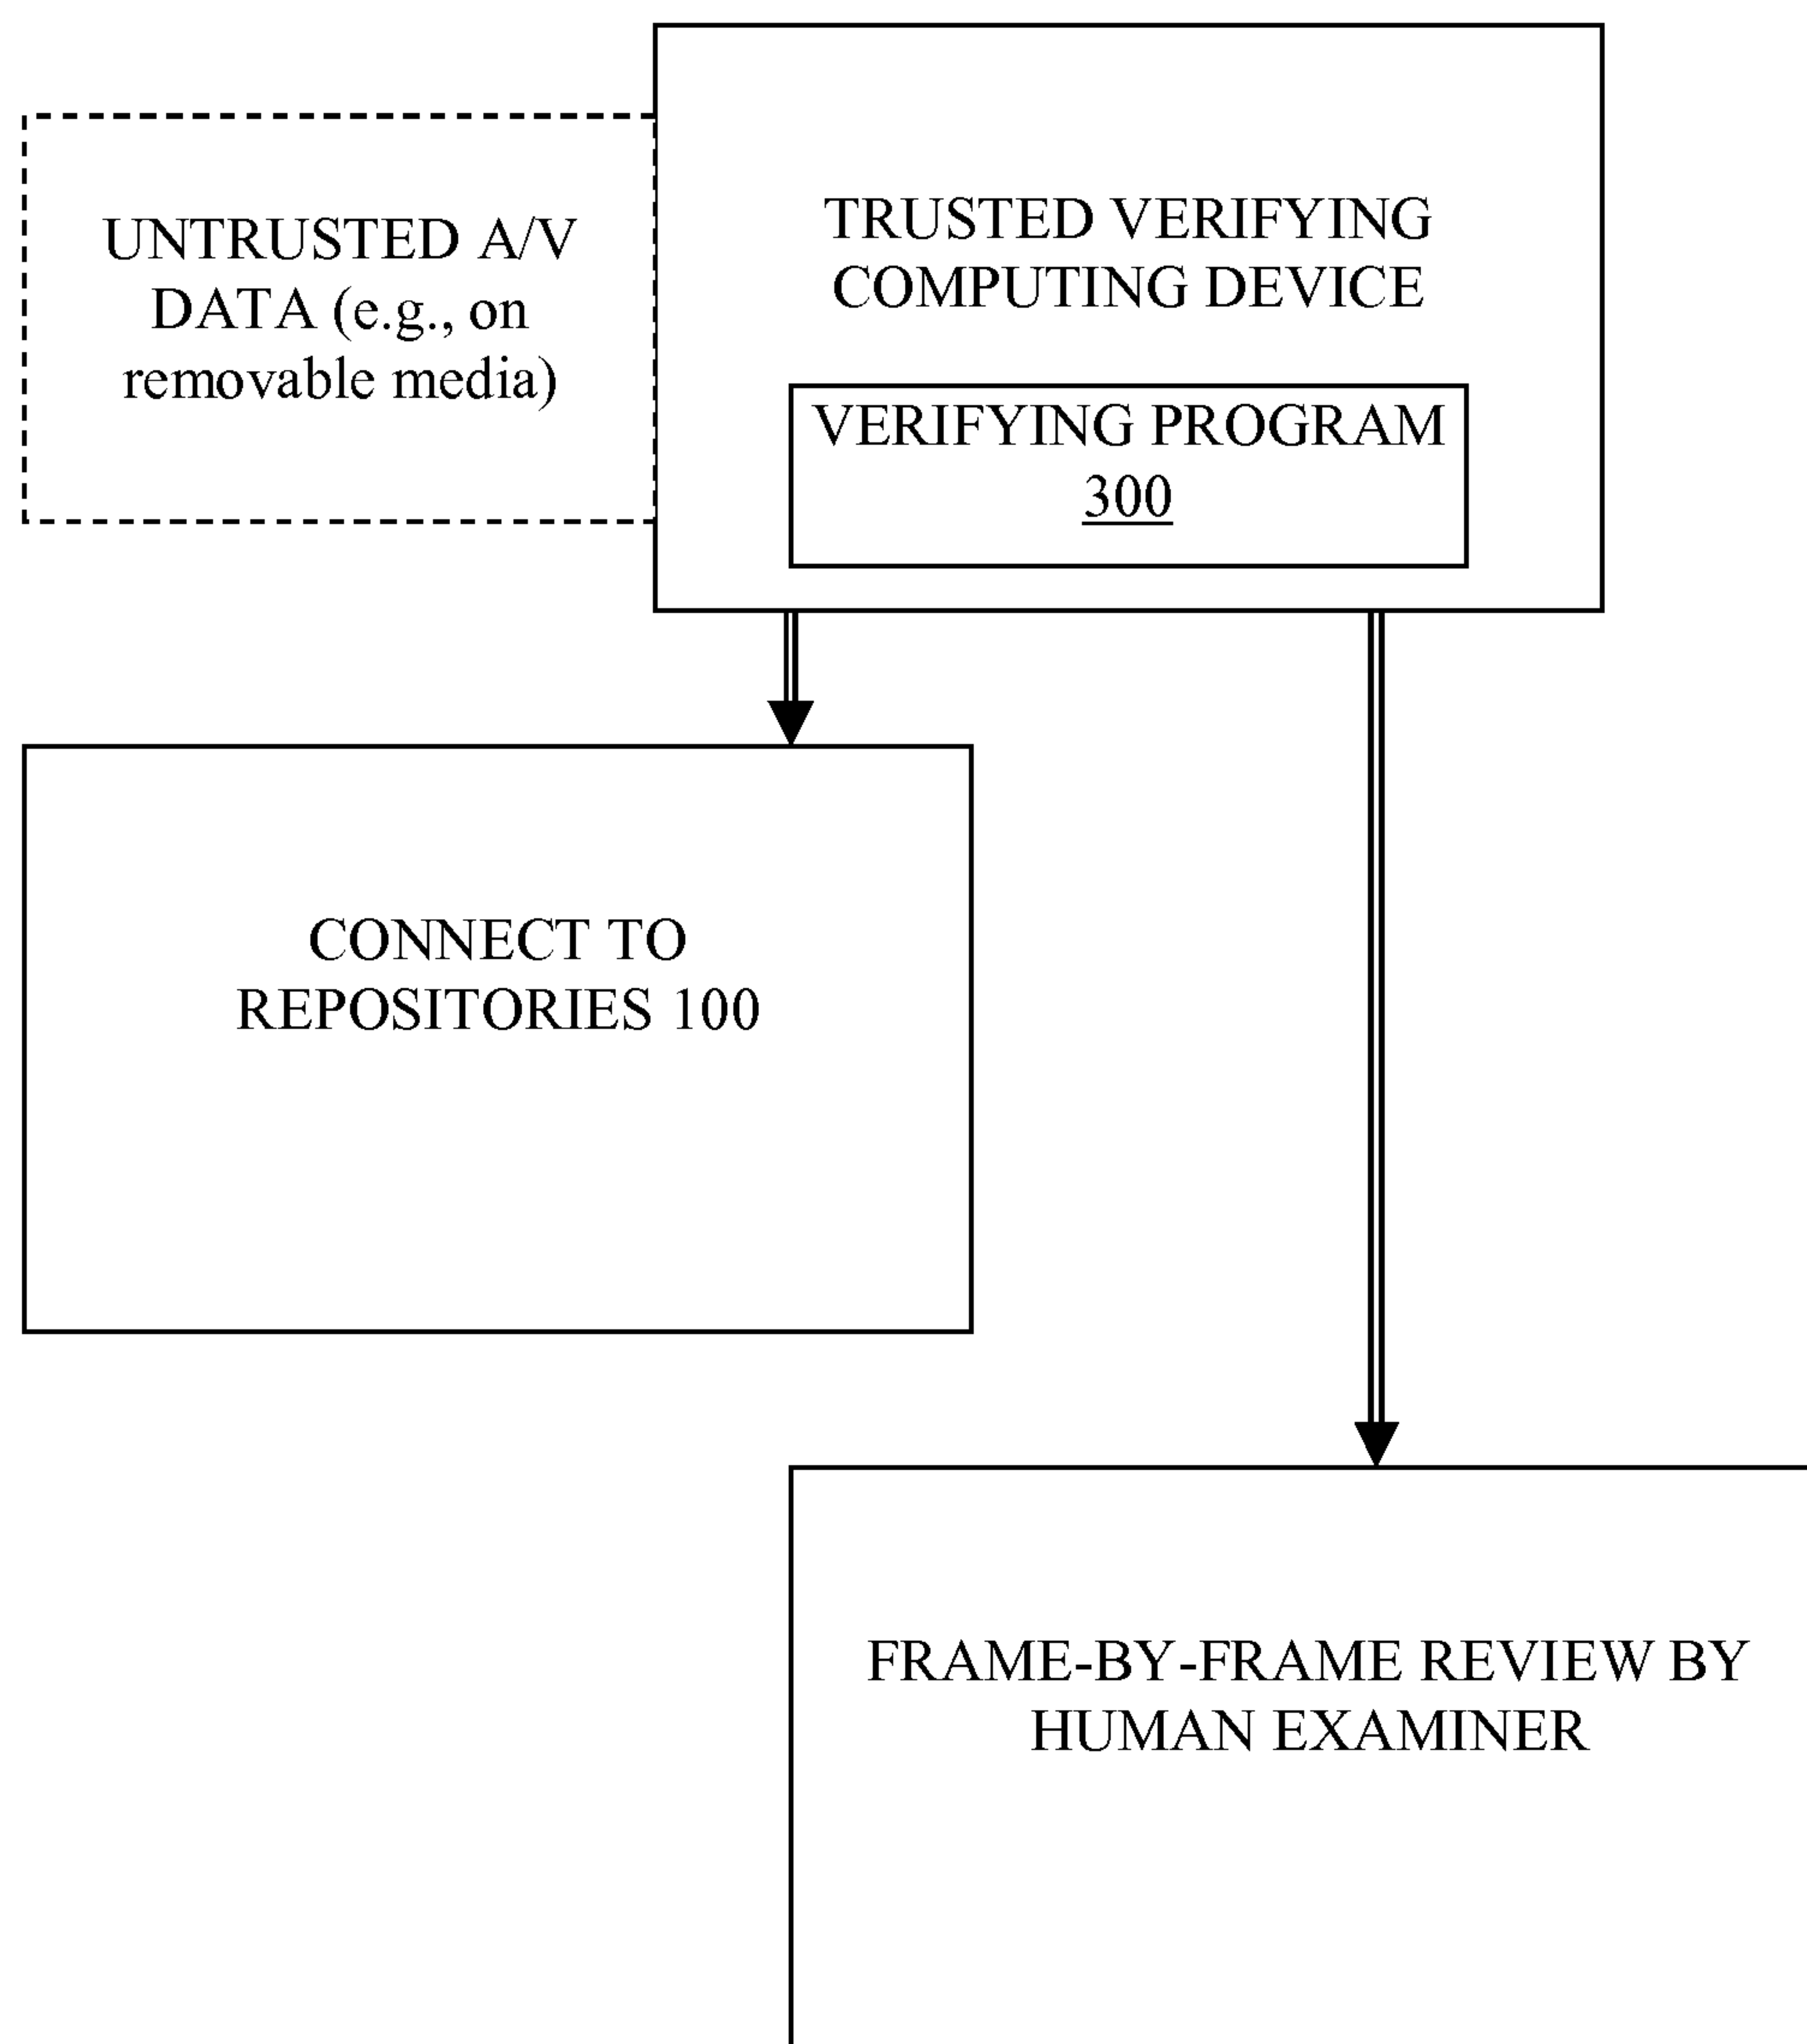 UNTRUSTED A/V
DATA (e.g., on
removable media)
TRUSTED VERIFYING
COMPUTING DEVICE
VERIFYING PROGRAM
300
CONNECT TO
REPOSITORIES 100
FRAME-BY-FRAME REVIEW BY
HUMAN EXAMINER